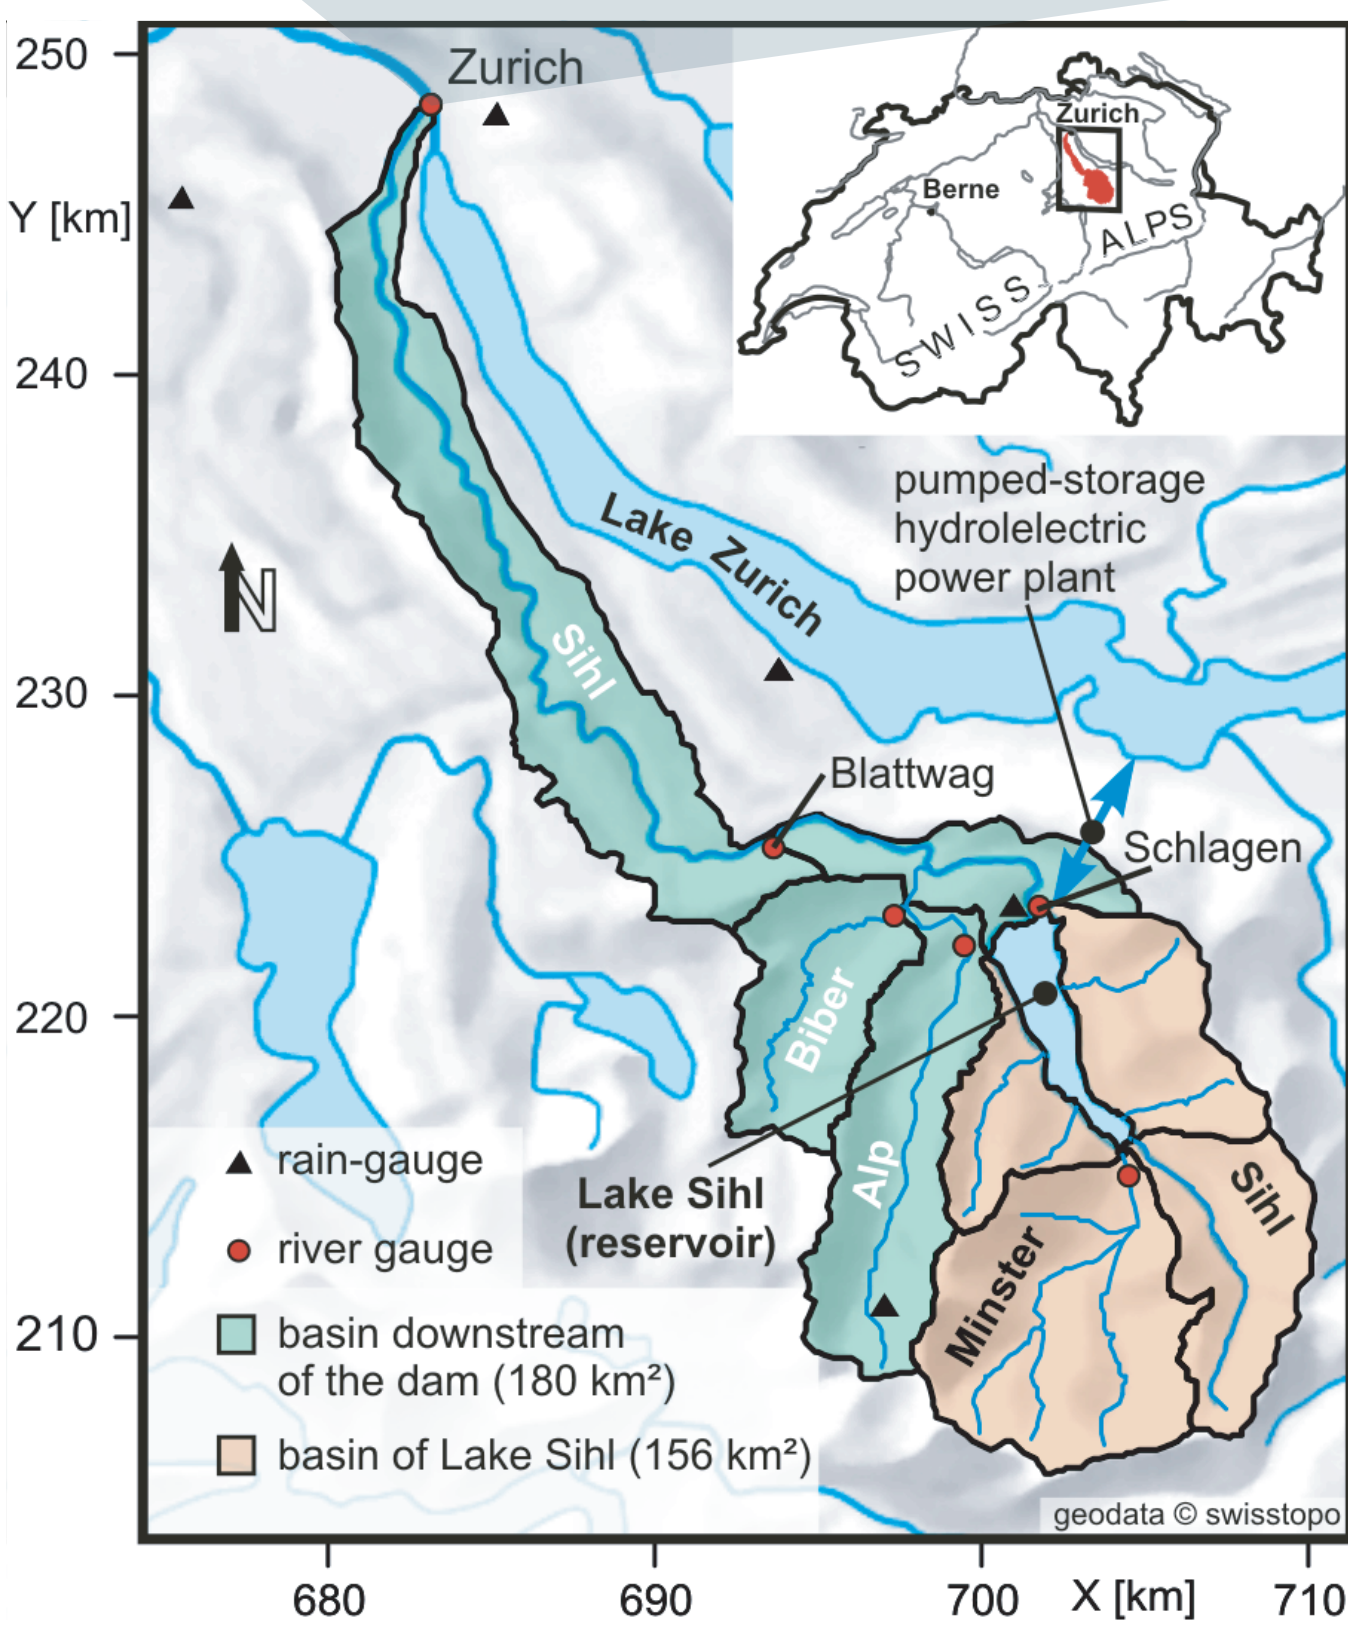 250
Zurich
Y [km]
240
230
220
210
Zurich
Berne
SWISS
ALPS
pumped-storage
hydrolelectric
power plant
Lake Zurich
Sihl
N
Blattwag
Schlagen
Biber
Alp
Lake Sihl
(reservoir)
Minster
Sihl
rain-gauge
river gauge
basin downstream
of the dam (180 km²)
basin of Lake Sihl (156 km²)
geodata © swisstopo
680
690
700
X [km]
710